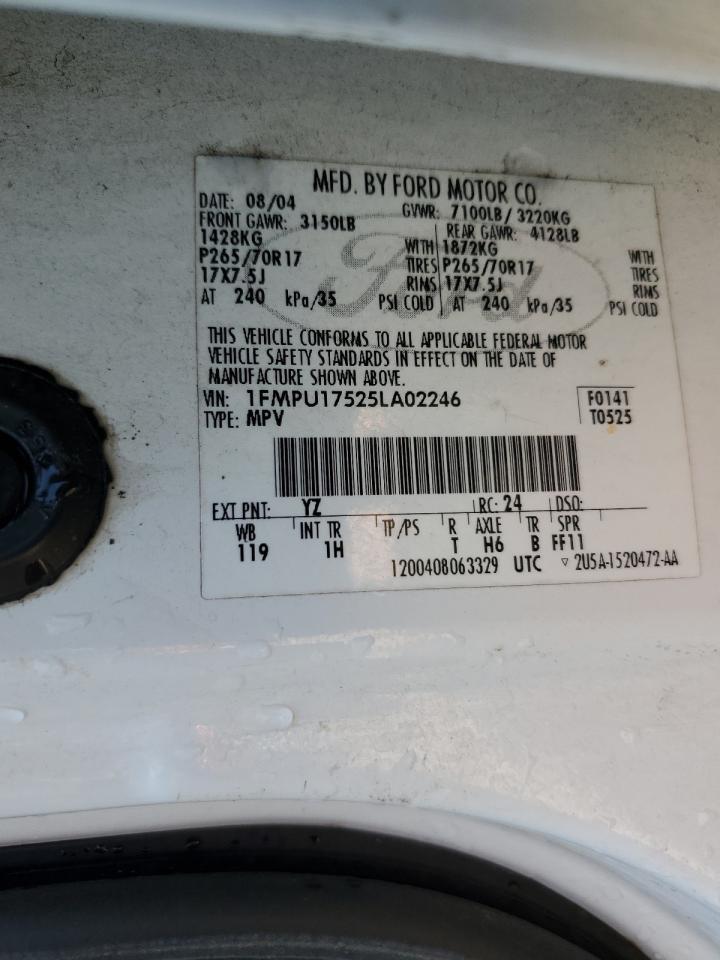 MFD. BY FORD MOTOR CO.
DATE: 08/04 GVWR: 7100LB/ 3220KG
FRONT GAWR: 3150LB REAR GAWR: 4128LB
1428KG WITH 1872KG WITH
P265/70R17 TIRES P265/70R17 TIRES
17X7.5J RIMS 17X7.5J RIMS
AT 240 kPa/35 PSI COLD AT 240 kPa/35 PSI COLD
Ford
THIS VEHICLE CONFORMS TO ALL APPLICABLE FEDERAL MOTOR
VEHICLE SAFETY STANDARDS IN EFFECT ON THE DATE OF
MANUFACTURE SHOWN ABOVE.
VIN: 1FMPU17525LA02246 F0141
TYPE: MPV T0525
EXT PNT: YZ RC: 24 DSO:
WB INT TR TP/PS R AXLE TR SPR
119 1H T H6 B FF11
1200408063329 UTC ▽ 2U5A-1520472-AA